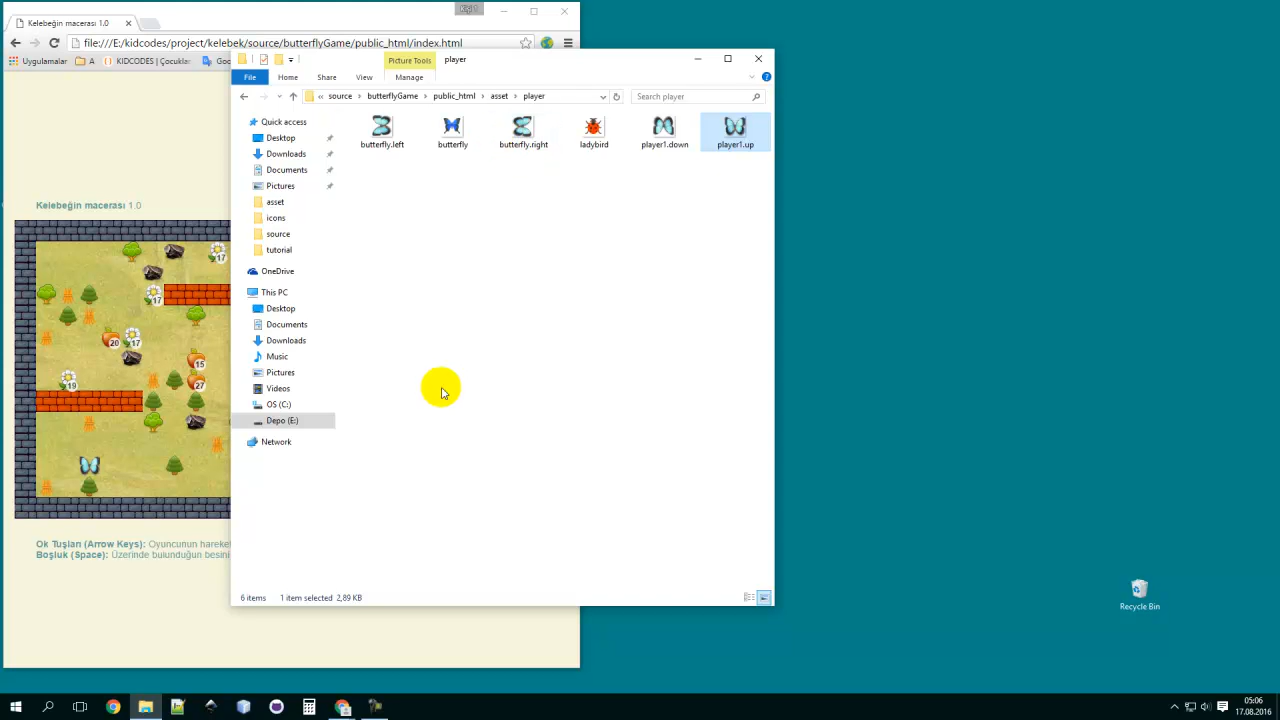 Kelebeğin macerası 1.0
file:///E:/kidcodes/project/kelebek/source/butterflyGame/public_html/index.html
Uygulamalar
A
KIDCODES | Çocuklar
Goo
Picture Tools
player
File
Home
Share
View
Manage
« source > butterflyGame > public_html > asset > player
Search player
Quick access
Desktop
Downloads
Documents
Pictures
asset
icons
source
tutorial
OneDrive
This PC
Desktop
Documents
Downloads
Music
Pictures
Videos
OS (C:)
Depo (E:)
Network
butterfly.left
butterfly
butterfly.right
ladybird
player1.down
player1.up
6 items
1 item selected 2,89 KB
Kelebeğin macerası 1.0
17
17
20
17
15
19
27
Ok Tuşları (Arrow Keys): Oyuncunun hareke
Boşluk (Space): Üzerinde bulunduğun besini
Recycle Bin
05:06
17.08.2016